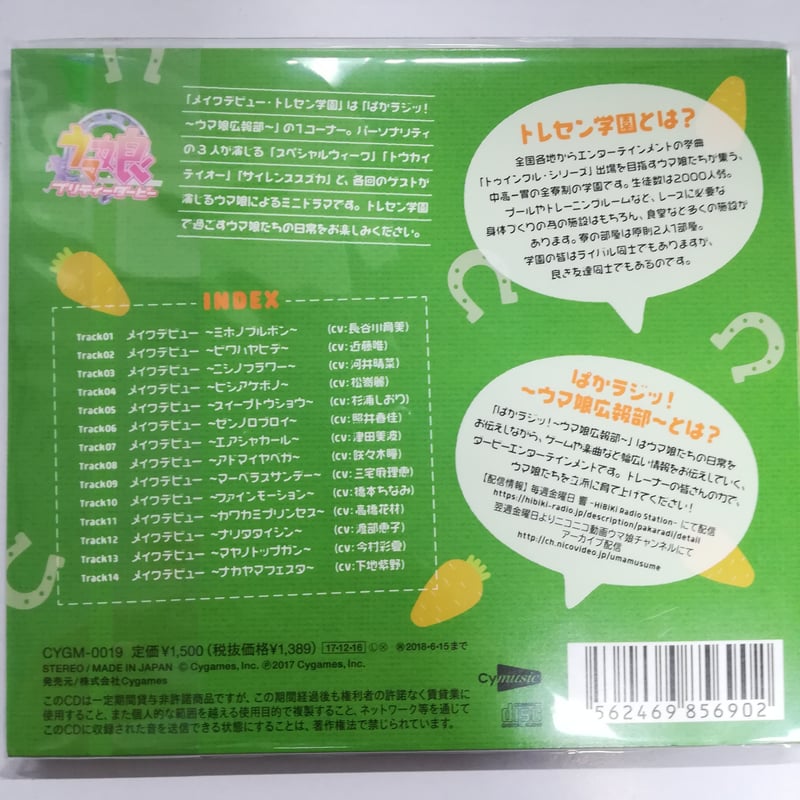 ウマ娘
プリティーダービー
「メイクデビュー・トレセン学園」は「ぱかラジッ!
～ウマ娘広報部～」の1コーナー。パーソナリティ
の3人が演じる「スペシャルウィーク」「トウカイ
テイオー」「サイレンススズカ」と、各回のゲストが
演じるウマ娘によるミニドラマです。トレセン学園
で過ごすウマ娘たちの日常をお楽しみください。
トレセン学園とは?
全国各地からエンターテインメントの祭典
「トゥインクル・シリーズ」出場を目指すウマ娘たちが集う、
中高一貫の全寮制の学園です。生徒数は2000人弱。
プールやトレーニングルームなど、レースに必要な
身体づくりの為の施設はもちろん、食堂など多くの施設が
あります。寮の部屋は原則2人1部屋。
学園の皆はライバル同士でもありますが、
良き友達同士でもあるのです。
INDEX
Track01 メイクデビュー ～ミホノブルボン～ (CV:長谷川育美)
Track02 メイクデビュー ～ビワハヤヒデ～ (CV:近藤唯)
Track03 メイクデビュー ～ニシノフラワー～ (CV:河井晴菜)
Track04 メイクデビュー ～ヒシアケボノ～ (CV:松嵜麗)
Track05 メイクデビュー ～スイープトウショウ～ (CV:杉浦しおり)
Track06 メイクデビュー ～ゼンノロブロイ～ (CV:照井春佳)
Track07 メイクデビュー ～エアシャカール～ (CV:津田美波)
Track08 メイクデビュー ～アドマイヤベガ～ (CV:咲々木瞳)
Track09 メイクデビュー ～マーベラスサンデー～ (CV:三宅麻理恵)
Track10 メイクデビュー ～ファインモーション～ (CV:橋本ちなみ)
Track11 メイクデビュー ～カワカミプリンセス～ (CV:高橋花林)
Track12 メイクデビュー ～ナリタタイシン～ (CV:渡部恵子)
Track13 メイクデビュー ～マヤノトップガン～ (CV:今村彩夏)
Track14 メイクデビュー ～ナカヤマフェスタ～ (CV:下地紫野)
ぱかラジッ!
～ウマ娘広報部～とは?
「ぱかラジッ!～ウマ娘広報部～」はウマ娘たちの日常を
お伝えしながら、ゲームや楽曲など幅広い情報をお伝えしていく、
ダービーエンターテインメントです。トレーナーの皆さんの力で、
ウマ娘たちを立派に育て上げてください!
【配信情報】毎週金曜日 響 -HiBiKi Radio Station- にて配信
https://hibiki-radio.jp/description/pakaradi/detail
翌週金曜日よりニコニコ動画ウマ娘チャンネルにて
アーカイブ配信
http://ch.nicovideo.jp/umamusume
CYGM-0019 定価¥1,500(税抜価格¥1,389) 17・12・16 Ⓛ Ⓧ 再2018・6・15まで
STEREO/MADE IN JAPAN © Cygames, Inc. ℗2017 Cygames, Inc.
発売元/株式会社Cygames
このCDは一定期間貸与非許諾商品ですが、この期間経過後も権利者の許諾なく賃貸業に
使用すること、また個人的な範囲を越える使用目的で複製すること、ネットワーク等を通じて
このCDに収録された音を送信できる状態にすることは、著作権法で禁じられています。
Cymusic
COMPACT disc DIGITAL AUDIO
562469 856902